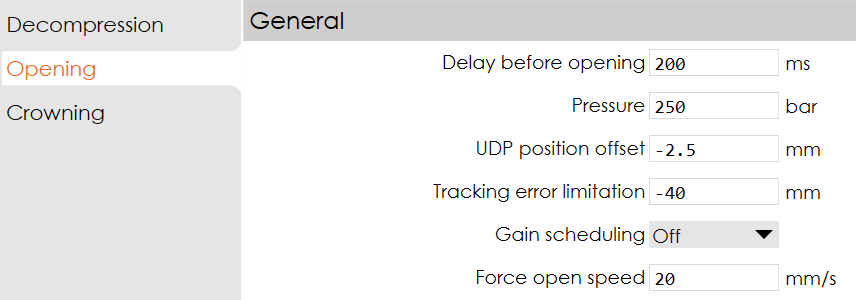 Decompression
Opening
Crowning
General
Delay before opening 200 ms
Pressure 250 bar
UDP position offset -2.5 mm
Tracking error limitation -40 mm
Gain scheduling Off
Force open speed 20 mm/s